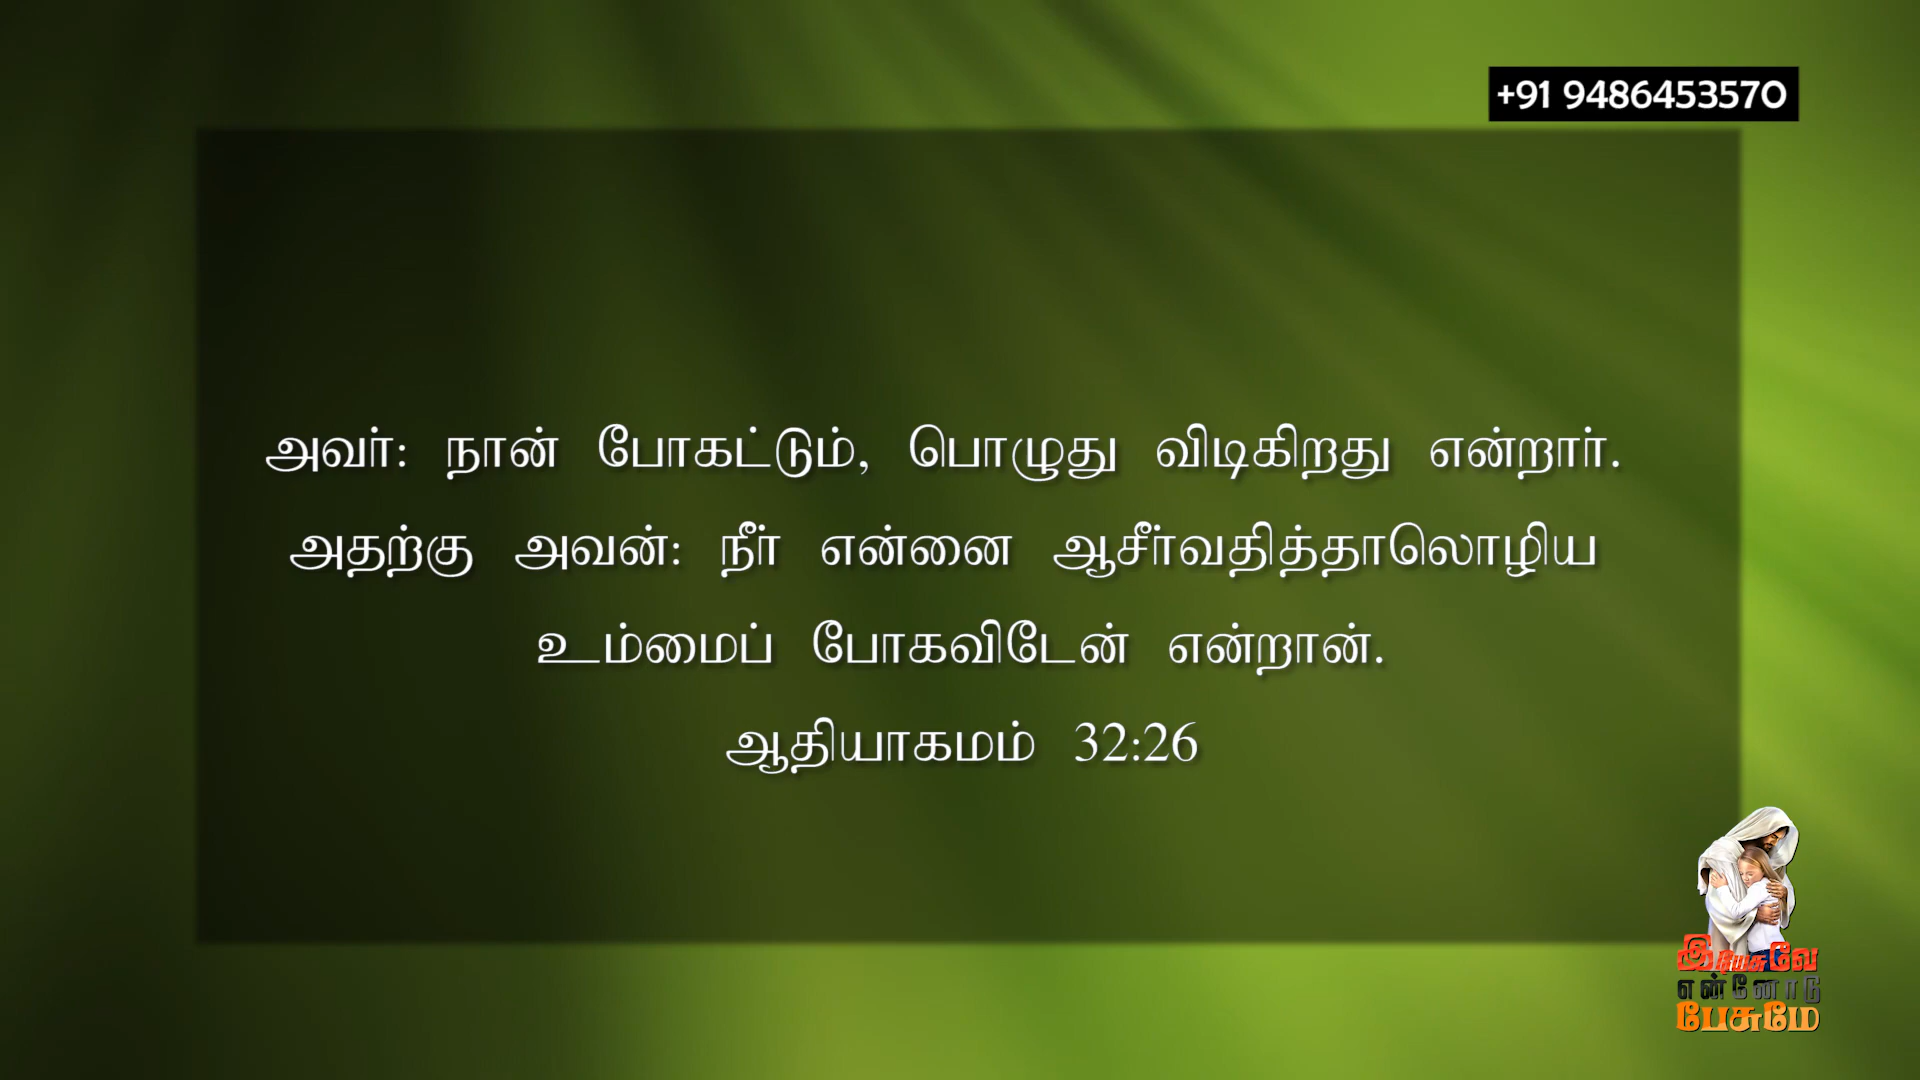 +91 9486453570
அவர்: நான் போகட்டும், பொழுது விடிகிறது என்றார்.
அதற்கு அவன்: நீர் என்னை ஆசீர்வதித்தாலொழிய
உம்மைப் போகவிடேன் என்றான்.
ஆதியாகமம் 32:26
இயேசுவே
என்னோடு
பேசுமே